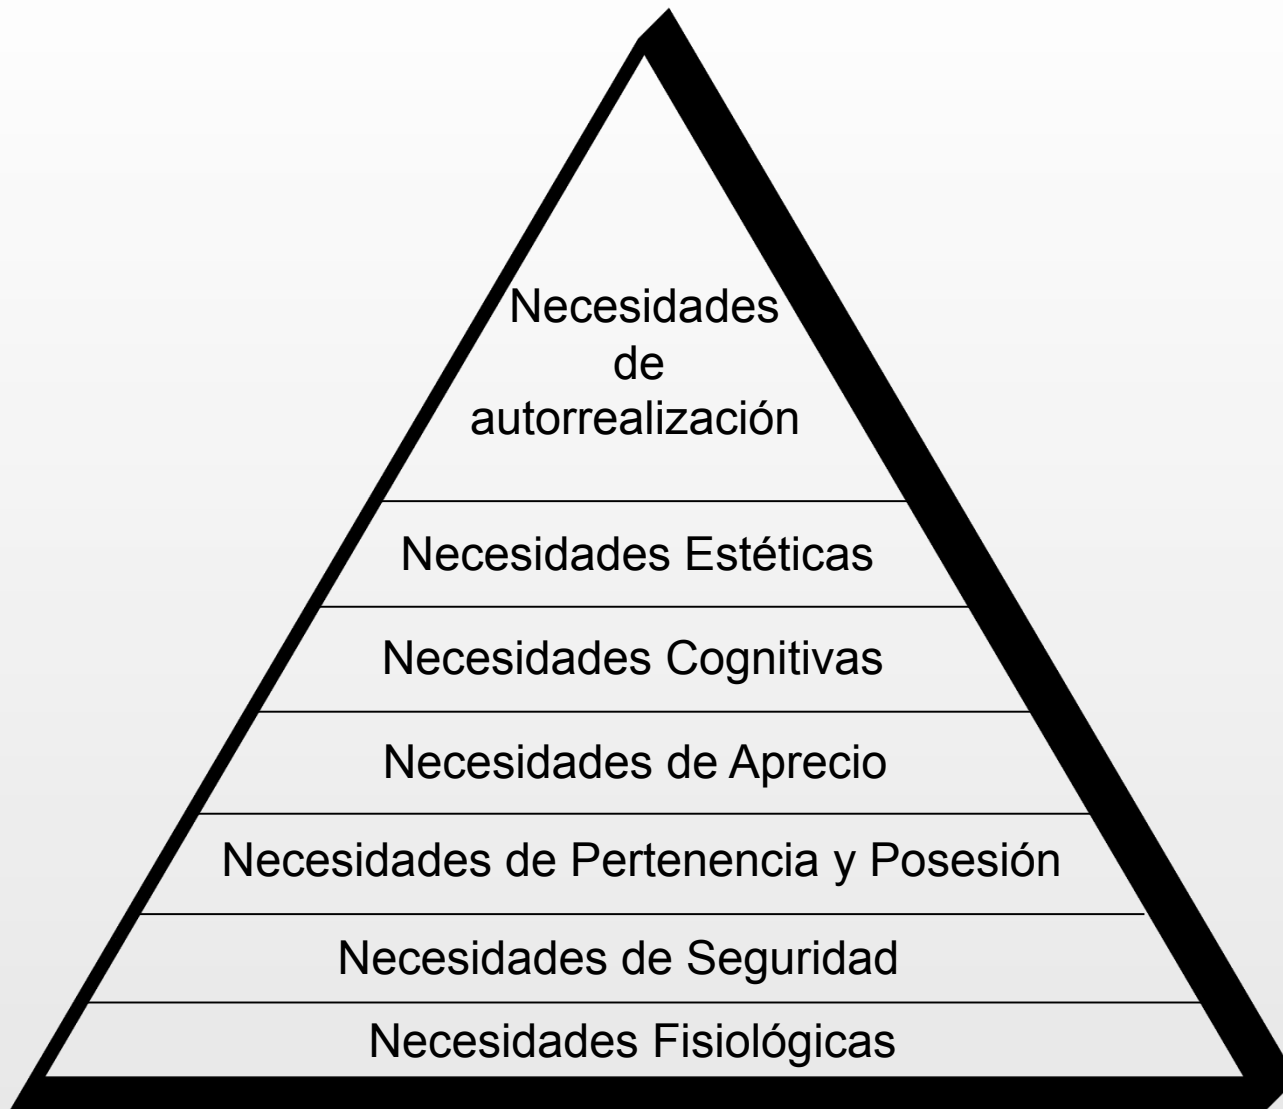 Necesidades
de
autorrealización
Necesidades Estéticas
Necesidades Cognitivas
Necesidades de Aprecio
Necesidades de Pertenencia y Posesión
Necesidades de Seguridad
Necesidades Fisiológicas